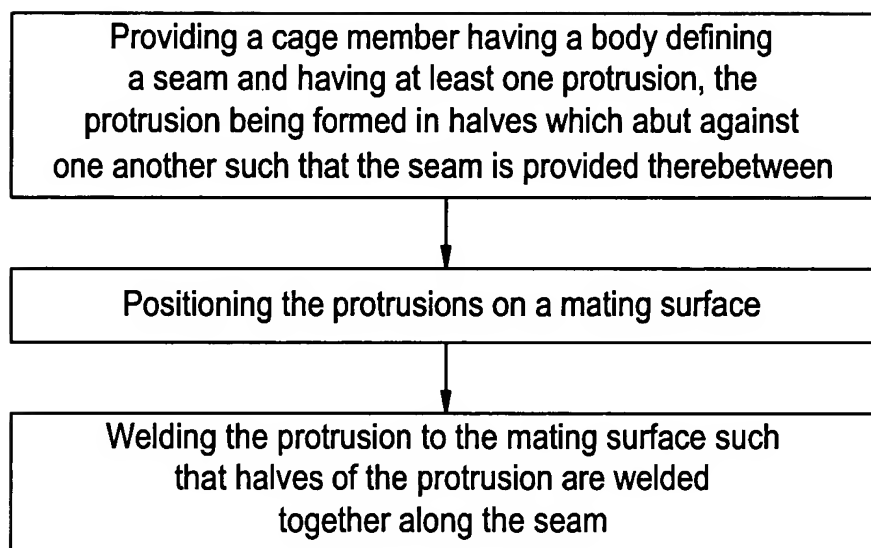 Providing a cage member having a body defining
a seam and having at least one protrusion, the
protrusion being formed in halves which abut against
one another such that the seam is provided therebetween
Positioning the protrusions on a mating surface
Welding the protrusion to the mating surface such
that halves of the protrusion are welded
together along the seam